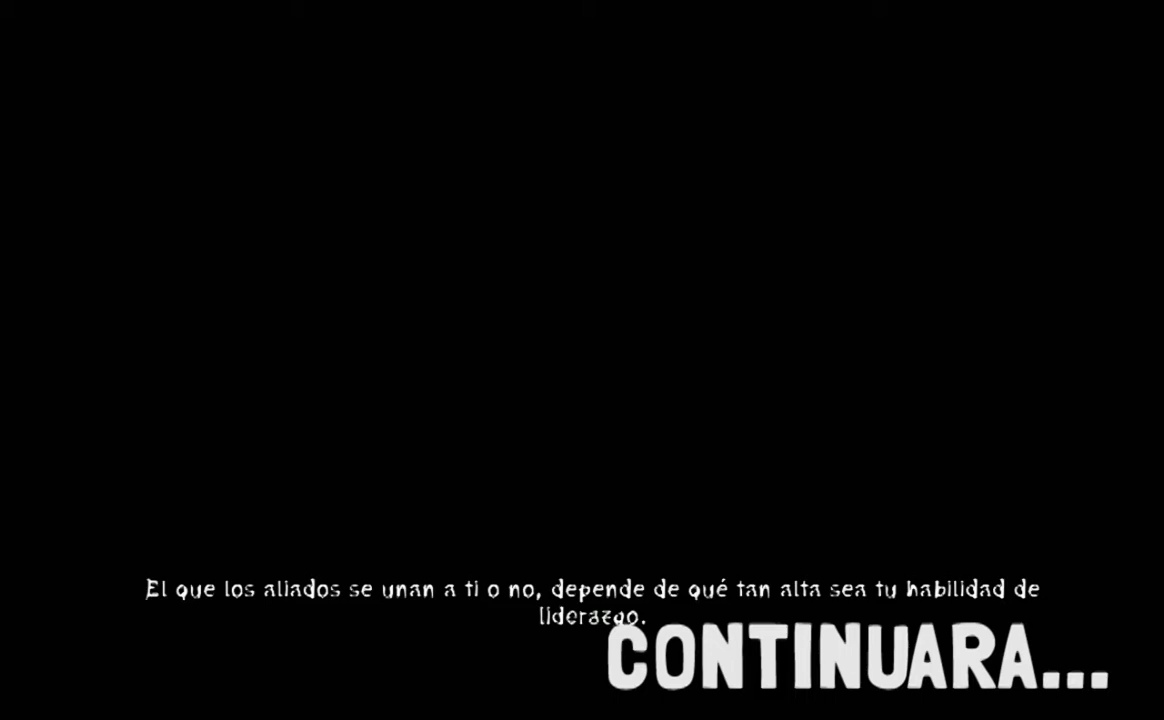 El que los aliados se unan a ti o no, depende de qué tan alta sea tu habilidad de
liderazgo.
CONTINUARA...